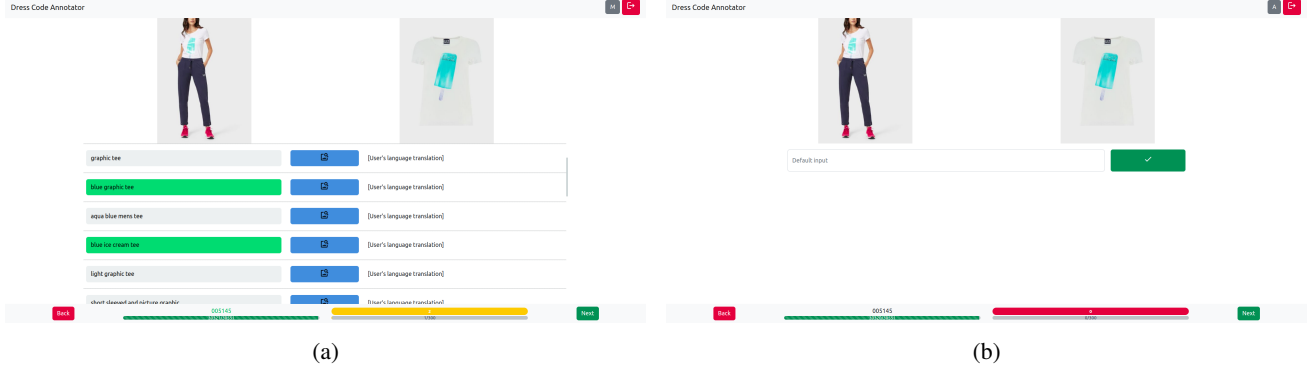 Dress Code Annotator
M
graphic tee
[User's language translation]
blue graphic tee
[User's language translation]
aqua blue mens tee
[User's language translation]
blue ice cream tee
[User's language translation]
light graphic tee
[User's language translation]
short sleeved and picture graphic
[User's language translation]
Back
005145
Next
(a)
Dress Code Annotator
A
Default input
Back
005145
0
Next
(b)